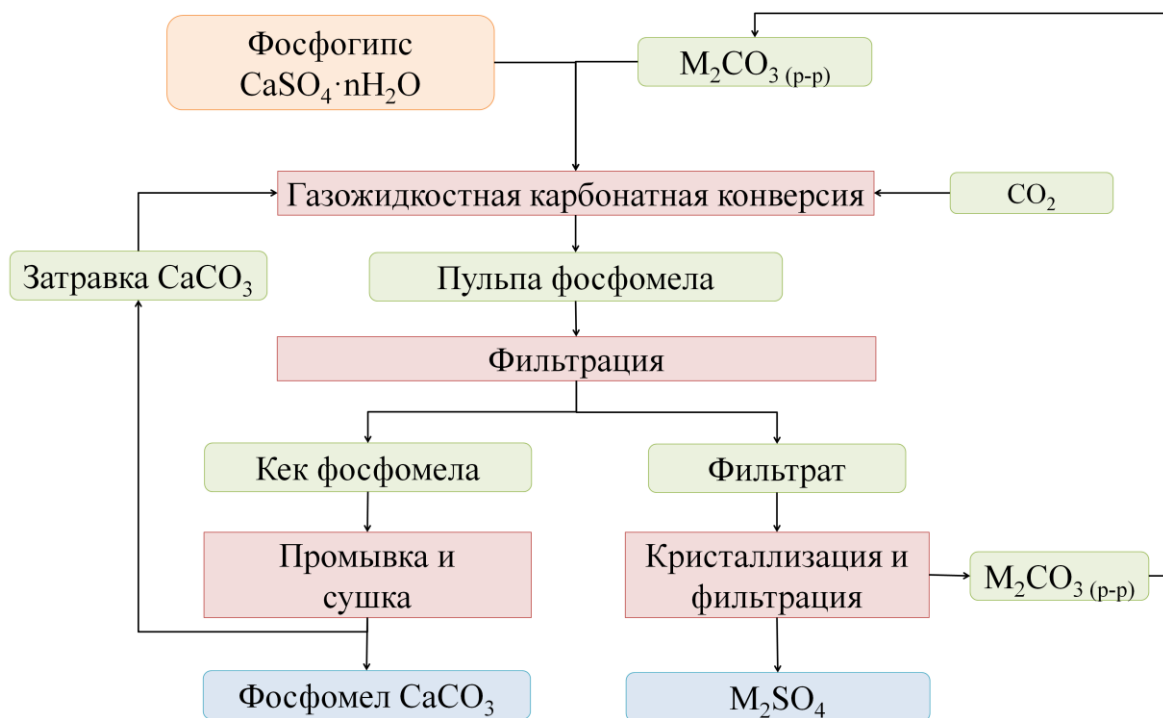 Фосфогипс
CaSO₄·nH₂O
M₂CO₃ (р-р)
Газожидкостная карбонатная конверсия
CO₂
Затравка CaCO₃
Пульпа фосфомела
Фильтрация
Кек фосфомела
Фильтрат
Промывка и
сушка
Кристаллизация и
фильтрация
M₂CO₃ (р-р)
Фосфомел CaCO₃
M₂SO₄